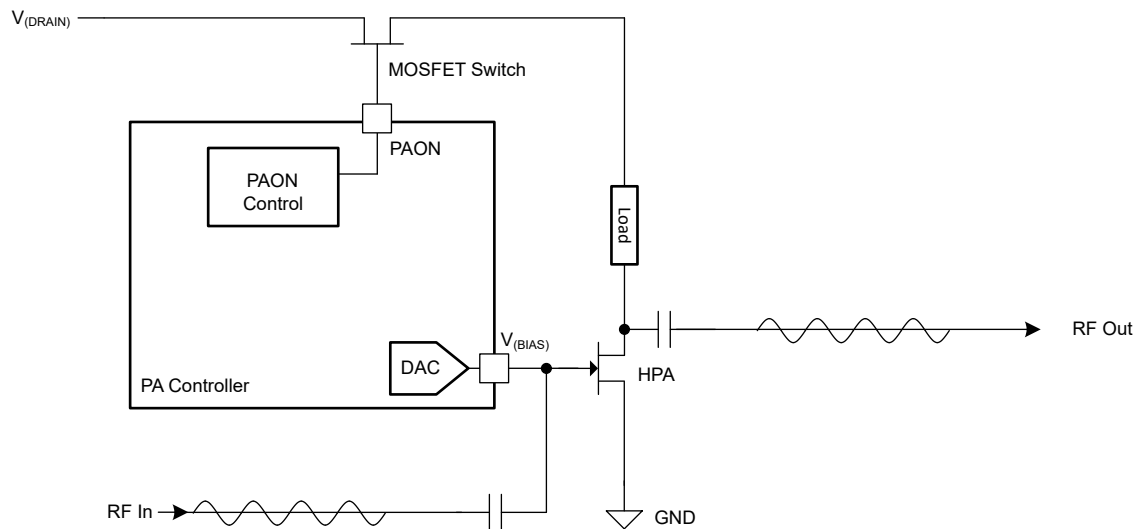 V(DRAIN)
MOSFET Switch
PAON
PAON
Control
Load
V(BIAS)
DAC
RF Out
HPA
PA Controller
RF In
GND